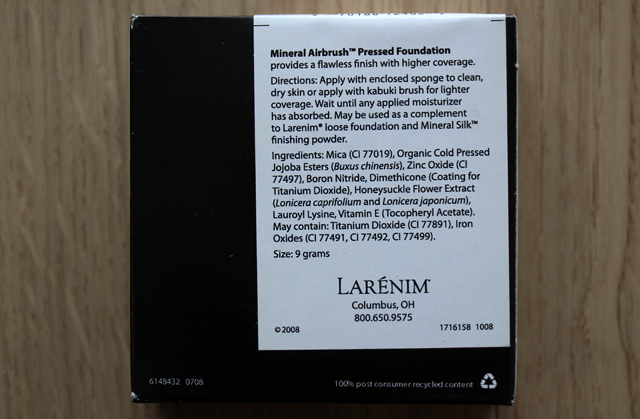 Mineral Airbrush™ Pressed Foundation
provides a flawless finish with higher coverage.
Directions: Apply with enclosed sponge to clean,
dry skin or apply with kabuki brush for lighter
coverage. Wait until any applied moisturizer
has absorbed. May be used as a complement
to Larenim® loose foundation and Mineral Silk™
finishing powder.
Ingredients: Mica (CI 77019), Organic Cold Pressed
Jojoba Esters (Buxus chinensis), Zinc Oxide (CI
77497), Boron Nitride, Dimethicone (Coating for
Titanium Dioxide), Honeysuckle Flower Extract
(Lonicera caprifolium and Lonicera japonicum),
Lauroyl Lysine, Vitamin E (Tocopheryl Acetate).
May contain: Titanium Dioxide (CI 77891), Iron
Oxides (CI 77491, CI 77492, CI 77499).
Size: 9 grams
LARÉNIM®
Columbus, OH
800.650.9575
©2008 1716158 1008
6148432 0708 100% post consumer recycled content